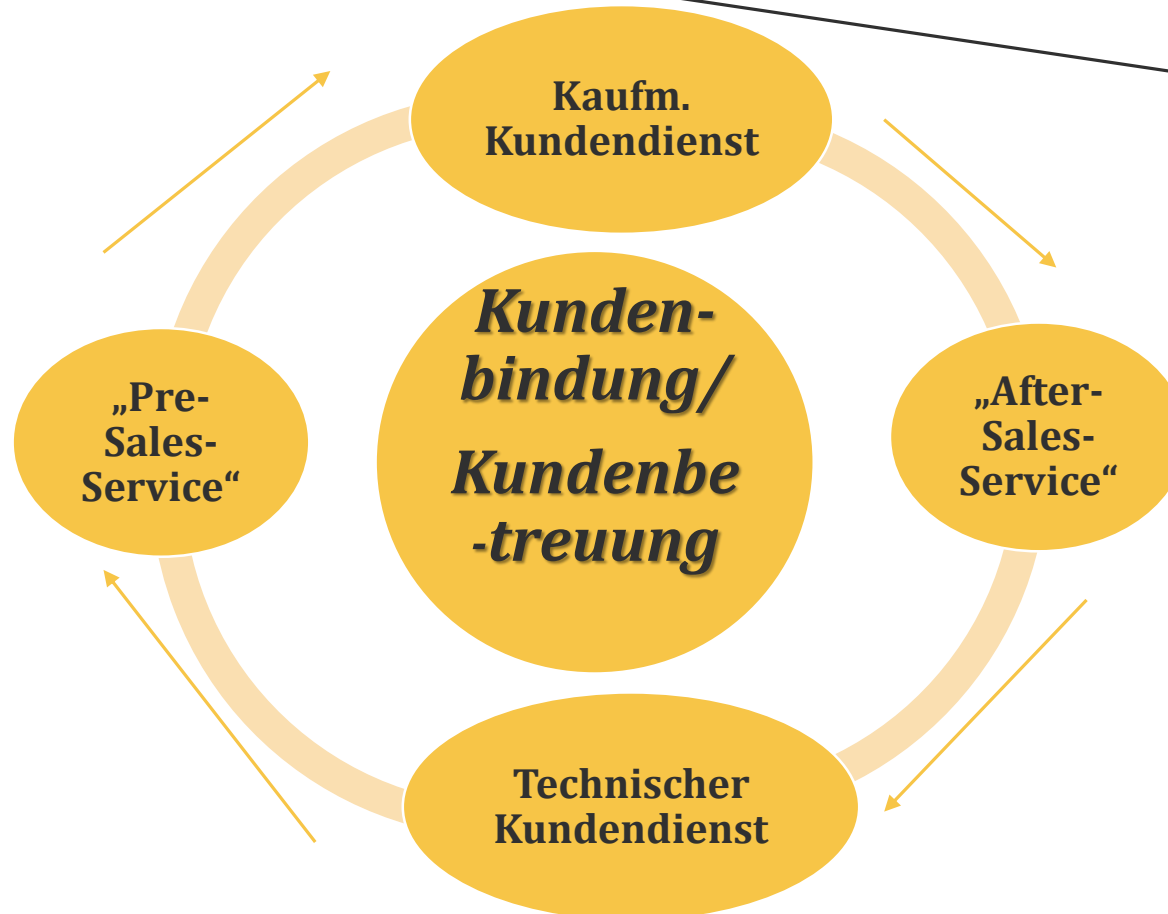 Kaufm.
Kundendienst
Kunden-
bindung/
Kundenbe
-treuung
„Pre-
Sales-
Service“
„After-
Sales-
Service“
Technischer
Kundendienst